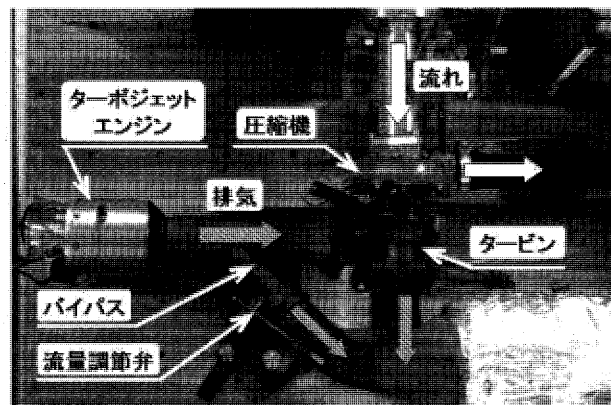 流れ
ターボジェット
エンジン
圧縮機
排気
タービン
バイパス
流量調節弁